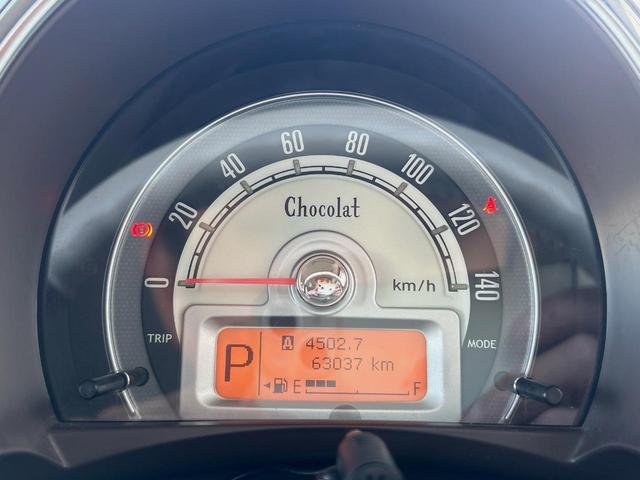 0
20
40
60
80
100
120
140
Chocolat
km/h
TRIP
MODE
P
A 4502.7
63037 km
E F